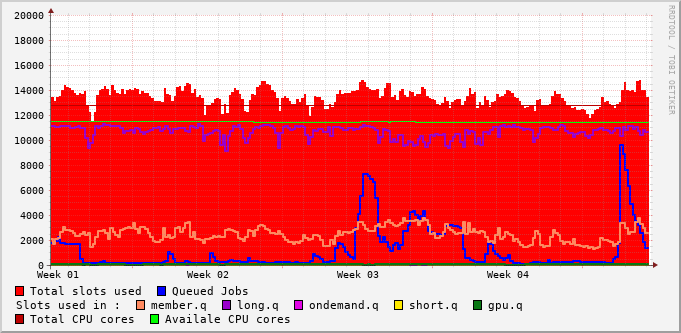 20000
18000
16000
14000
12000
10000
8000
6000
4000
2000
0
Week 01 Week 02 Week 03 Week 04
RRDTOOL / TOBI OETIKER
Total slots used Queued Jobs
Slots used in : member.q long.q ondemand.q short.q gpu.q
Total CPU cores Availale CPU cores